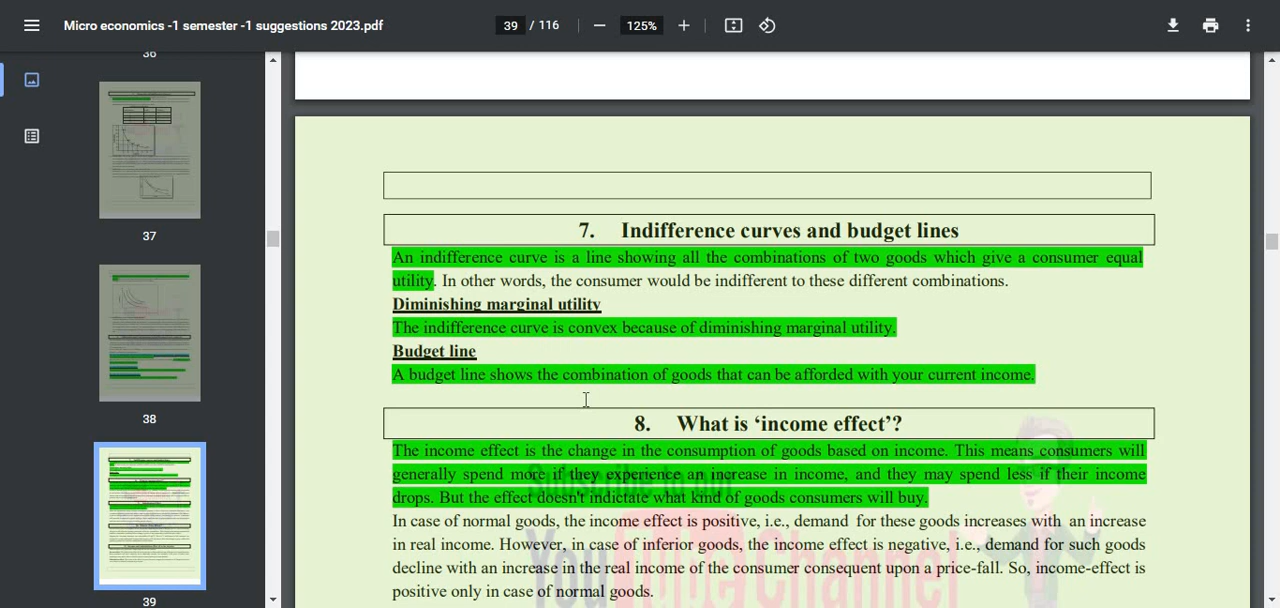 Micro economics -1 semester -1 suggestions 2023.pdf
39 / 116
125%
36
37
38
39
7. Indifference curves and budget lines
An indifference curve is a line showing all the combinations of two goods which give a consumer equal
utility. In other words, the consumer would be indifferent to these different combinations.
Diminishing marginal utility
The indifference curve is convex because of diminishing marginal utility.
Budget line
A budget line shows the combination of goods that can be afforded with your current income.
8. What is ‘income effect’?
The income effect is the change in the consumption of goods based on income. This means consumers will
generally spend more if they experience an increase in income, and they may spend less if their income
drops. But the effect doesn't indicate what kind of goods consumers will buy.
In case of normal goods, the income effect is positive, i.e., demand for these goods increases with an increase
in real income. However, in case of inferior goods, the income effect is negative, i.e., demand for such goods
decline with an increase in the real income of the consumer consequent upon a price-fall. So, income-effect is
positive only in case of normal goods.
Subscribe to our
YouTube Channel